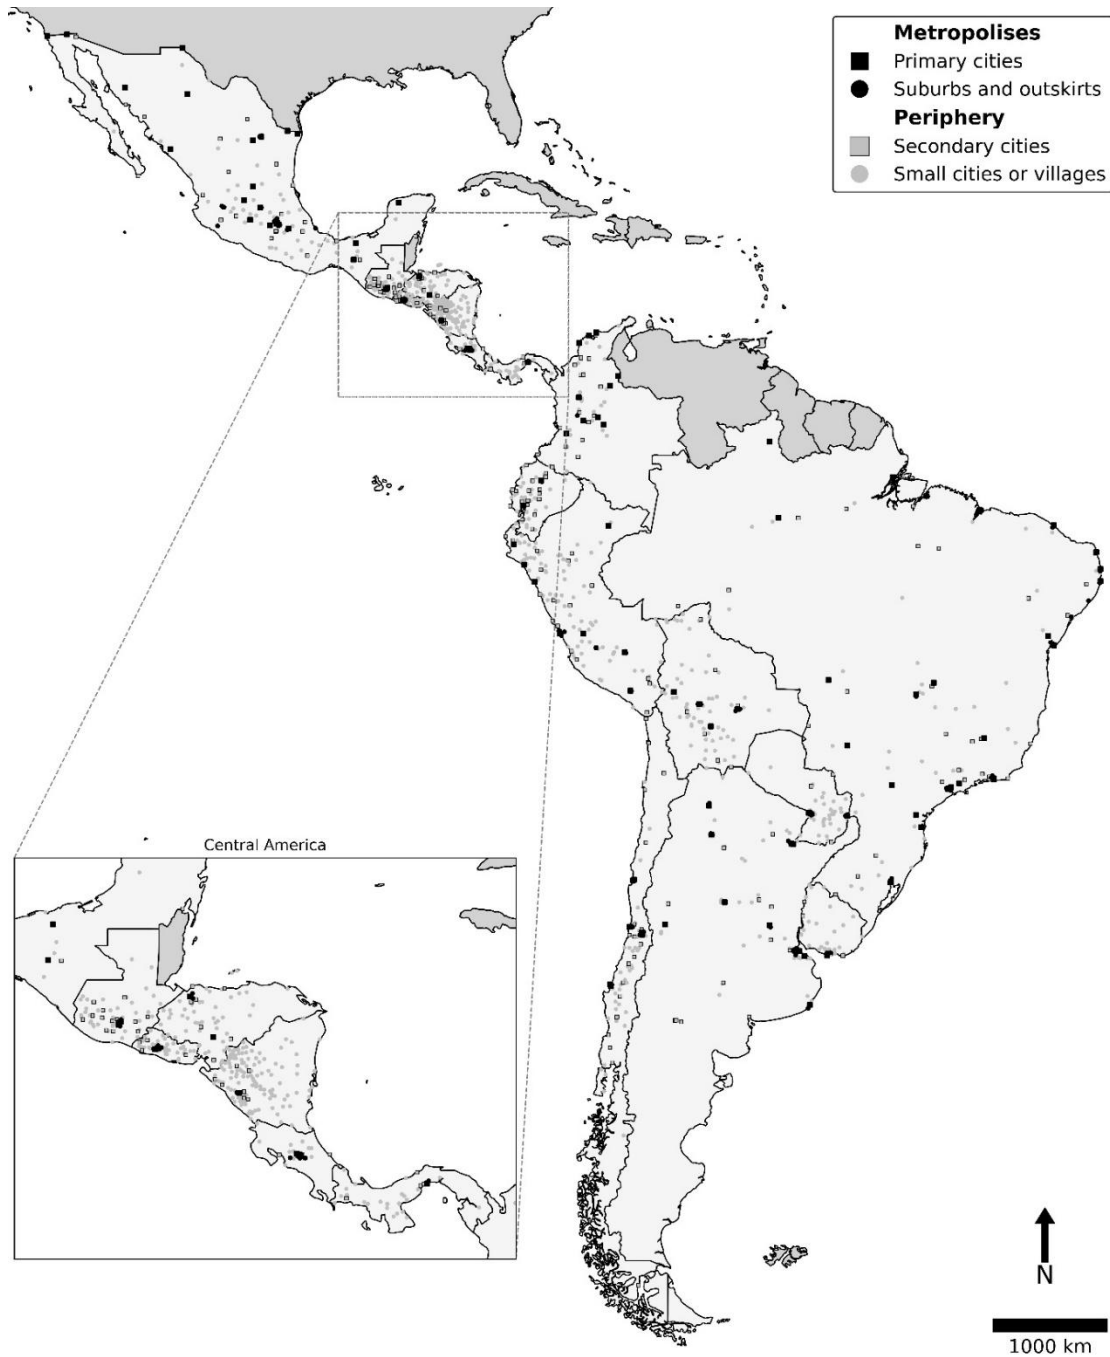 Metropolises
Primary cities
Suburbs and outskirts
Periphery
Secondary cities
Small cities or villages
Central America
N
1000 km